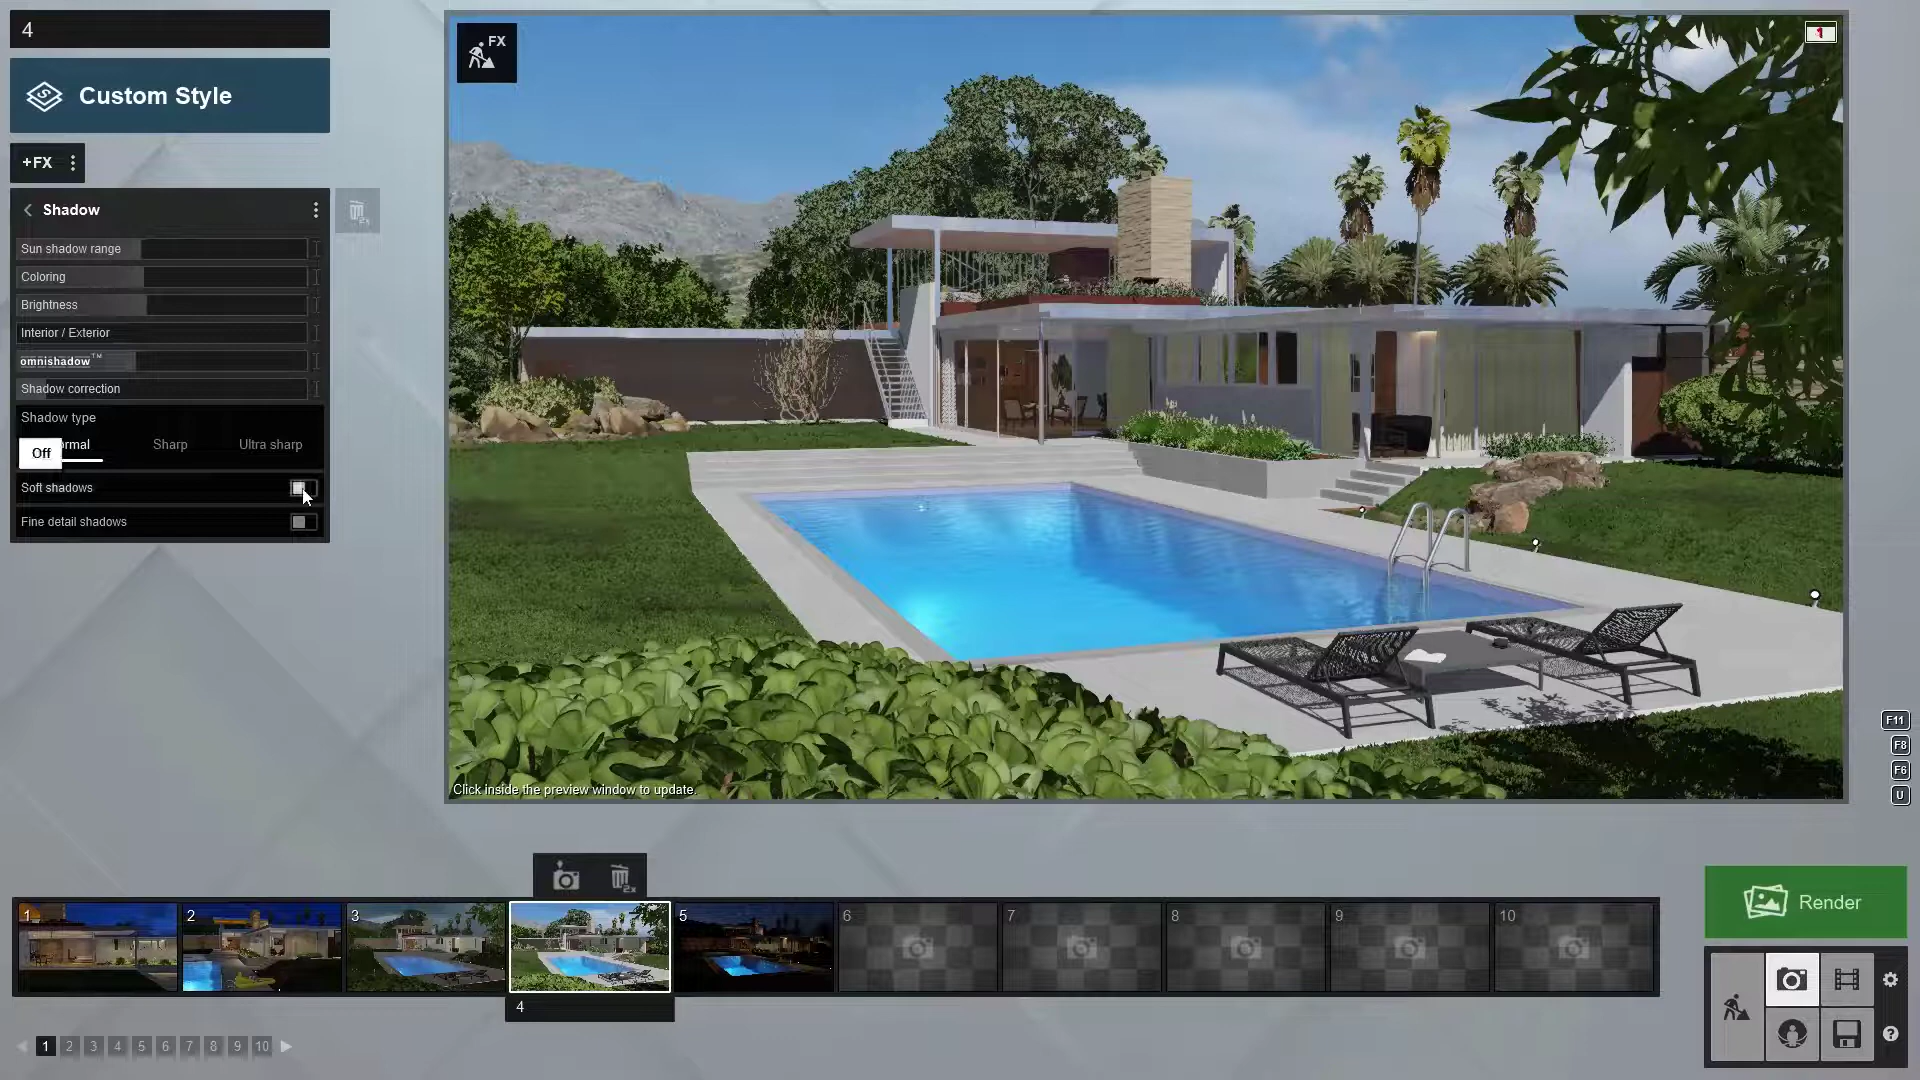 4
FX
1
Custom Style
+FX
Shadow
2x
Sun shadow range
Coloring
Brightness
Interior / Exterior
omnishadow™
Shadow correction
Shadow type
Sharp
Ultra sharp
Off
Soft shadows
Fine detail shadows
Click inside the preview window to update.
F11
F8
F6
U
2x
1
2
3
5
6
7
8
9
10
4
Render
1 2 3 4 5 6 7 8 9 10
?